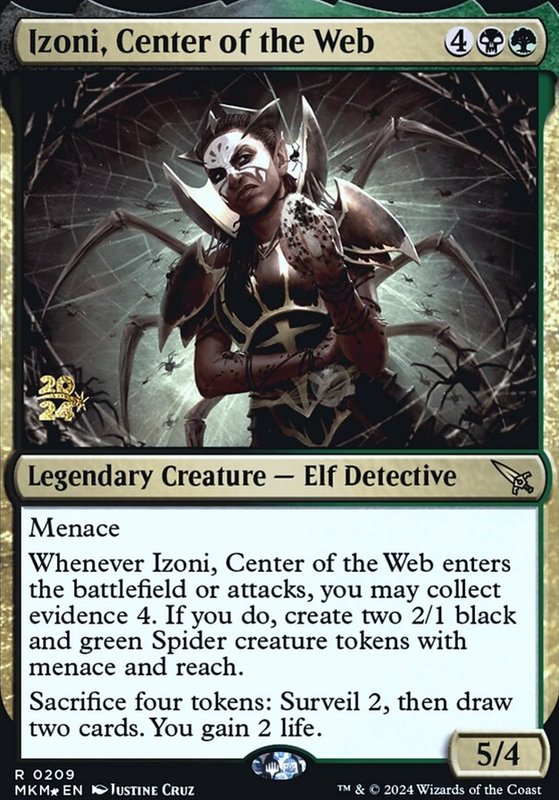 Izoni, Center of the Web 4
2024
Legendary Creature — Elf Detective
Menace
Whenever Izoni, Center of the Web enters
the battlefield or attacks, you may collect
evidence 4. If you do, create two 2/1 black
and green Spider creature tokens with
menace and reach.
Sacrifice four tokens: Surveil 2, then draw
two cards. You gain 2 life.
5/4
R 0209
MKM★EN Justine Cruz
™ & © 2024 Wizards of the Coast